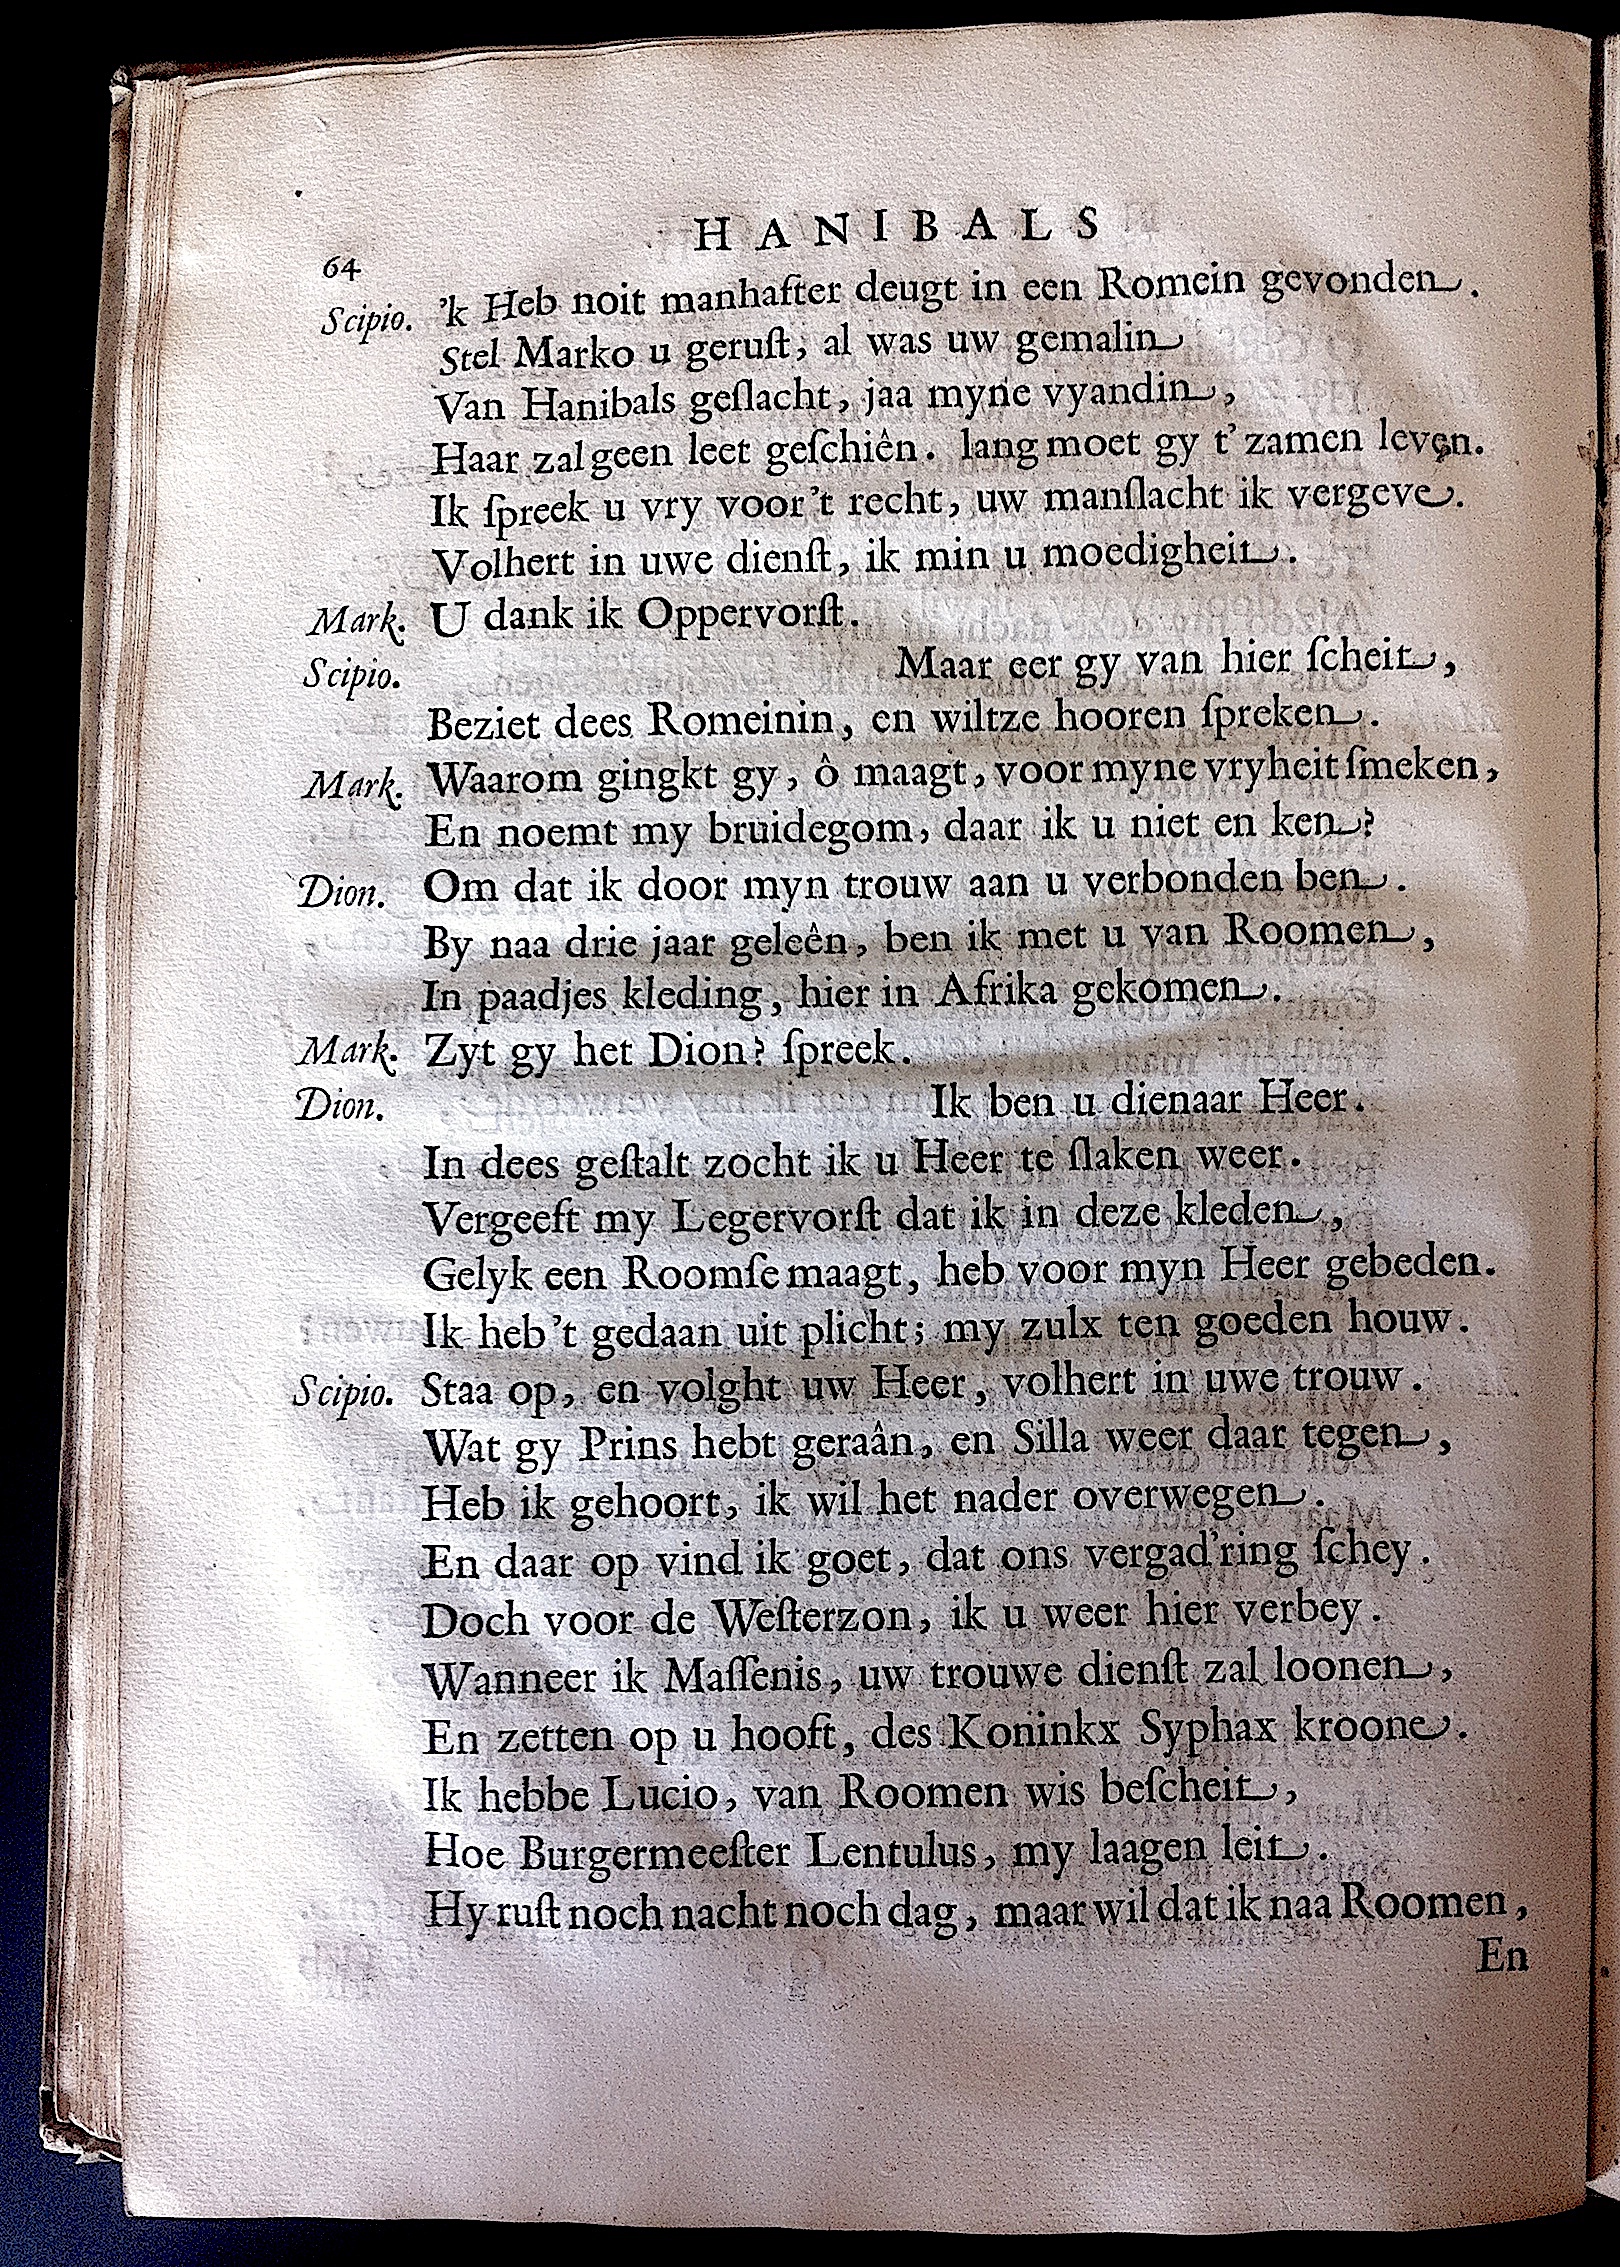 HANIBALS
64
Scipio. 'k Heb noit manhafter deugt in een Romein gevonden.
Stel Marko u geruſt, al was uw gemalin
Van Hanibals geſlacht, jaa myne vyandin,
Haar zal geen leet geſchiên. lang moet gy t'zamen leven.
Ik ſpreek u vry voor 't recht, uw manſlacht ik vergeve.
Volhert in uwe dienſt, ik min u moedigheit.
Mark. U dank ik Oppervorſt.
Scipio. Maar eer gy van hier ſcheit,
Beziet dees Romeinin, en wiltze hooren ſpreken.
Mark. Waarom gingkt gy, ô maagt, voor myne vryheit ſmeken,
En noemt my bruidegom, daar ik u niet en ken?
Dion. Om dat ik door myn trouw aan u verbonden ben.
By naa drie jaar geleên, ben ik met u van Roomen,
In paadjes kleding, hier in Afrika gekomen.
Mark. Zyt gy het Dion? ſpreek.
Dion. Ik ben u dienaar Heer.
In dees geſtalt zocht ik u Heer te ſlaken weer.
Vergeeft my Legervorſt dat ik in deze kleden,
Gelyk een Roomſe maagt, heb voor myn Heer gebeden.
Ik heb 't gedaan uit plicht; my zulx ten goeden houw.
Scipio. Staa op, en volght uw Heer, volhert in uwe trouw.
Wat gy Prins hebt geraân, en Silla weer daar tegen,
Heb ik gehoort, ik wil het nader overwegen.
En daar op vind ik goet, dat ons vergad'ring ſchey.
Doch voor de Weſterzon, ik u weer hier verbey.
Wanneer ik Maſſenis, uw trouwe dienſt zal loonen,
En zetten op u hooft, des Koninkx Syphax kroone.
Ik hebbe Lucio, van Roomen wis beſcheit,
Hoe Burgermeeſter Lentulus, my laagen leit.
Hy ruſt noch nacht noch dag, maar wil dat ik naa Roomen,
En